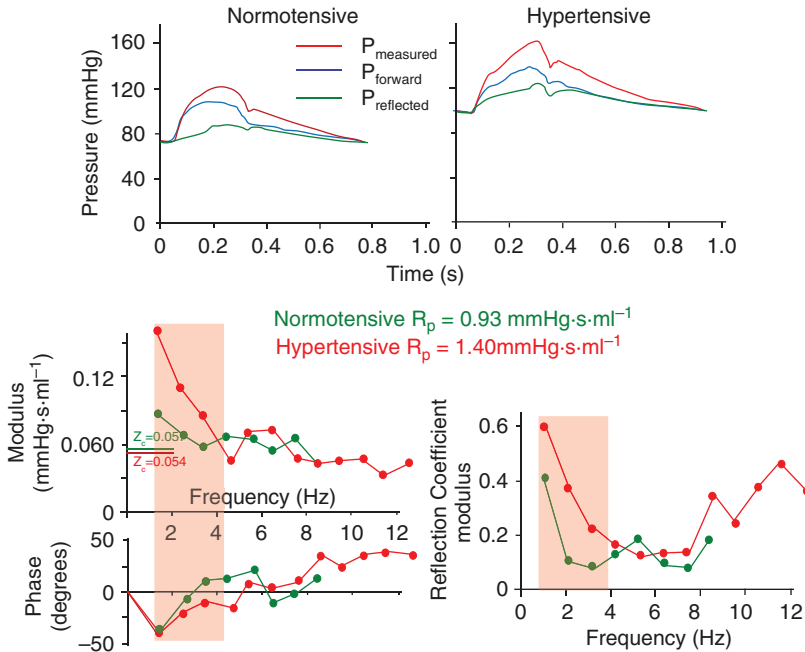 Normotensive
Hypertensive
Pressure (mmHg)
160
120
80
40
0
P measured
P forward
P reflected
0 0.2 0.4 0.6 0.8 1.0
0 0.2 0.4 0.6 0.8 1.0
Time (s)
Normotensive Rp = 0.93 mmHg·s·ml−1
Hypertensive Rp = 1.40mmHg·s·ml−1
Modulus
(mmHg·s·ml−1)
0.12
0.060
0
Zc=0.057
Zc=0.054
Frequency (Hz)
2 4 6 8 10 12
Phase
(degrees)
50
0
−50
Reflection Coefficient
modulus
0.6
0.4
0.2
0
0 2 4 6 8 10 12
Frequency (Hz)